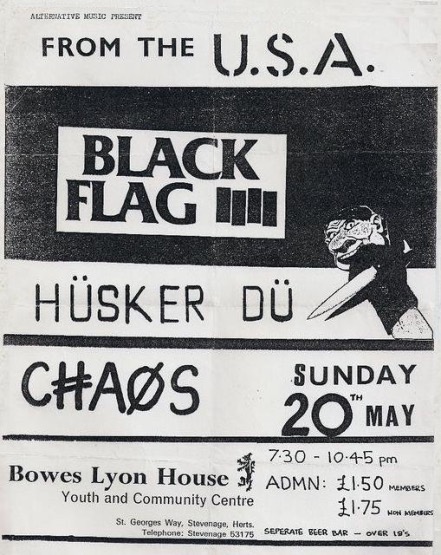 ALTERNATIVE MUSIC PRESENT
FROM THE U.S.A.
BLACK
FLAG
HÜSKER DÜ
C#AØS
SUNDAY
20TH MAY
7·30 - 10·45 pm
Bowes Lyon House
Youth and Community Centre
ADMN: £1·50 MEMBERS
£1·75 NON MEMBERS
St. Georges Way, Stevenage, Herts.
Telephone: Stevenage 53175
SEPERATE BEER BAR - OVER 18's